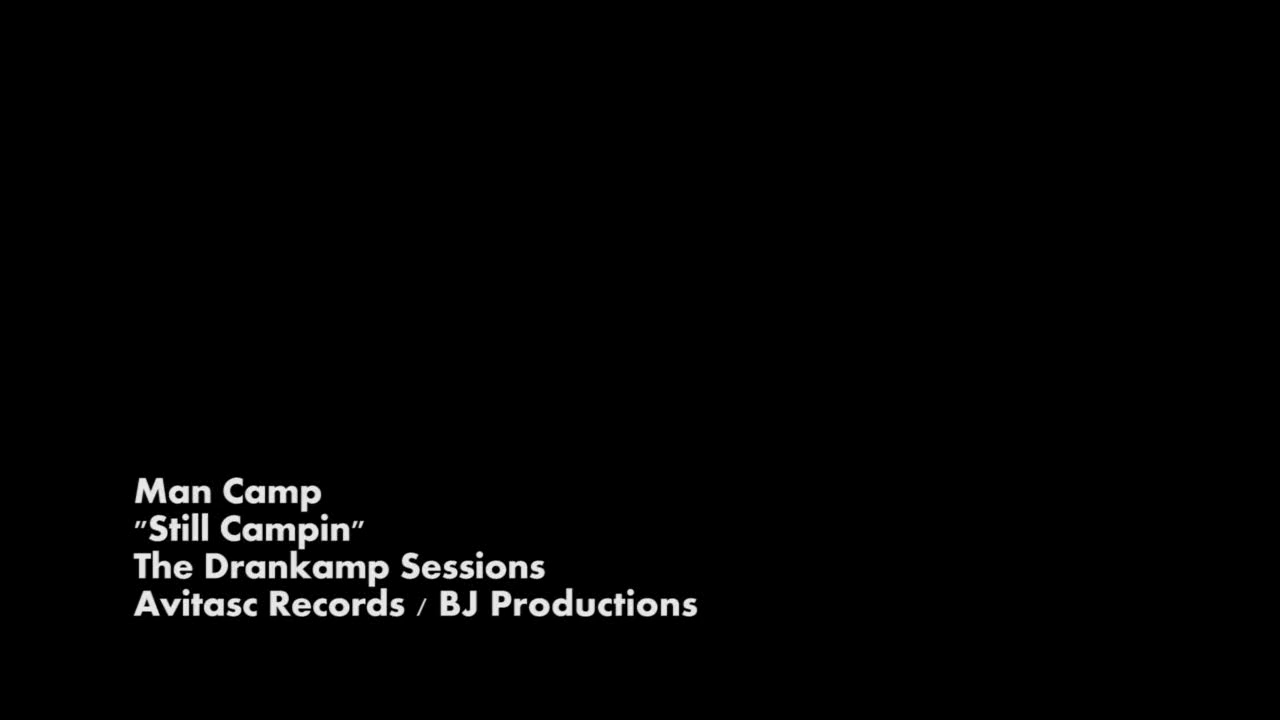 Man Camp
"Still Campin"
The Drankamp Sessions
Avitasc Records / BJ Productions